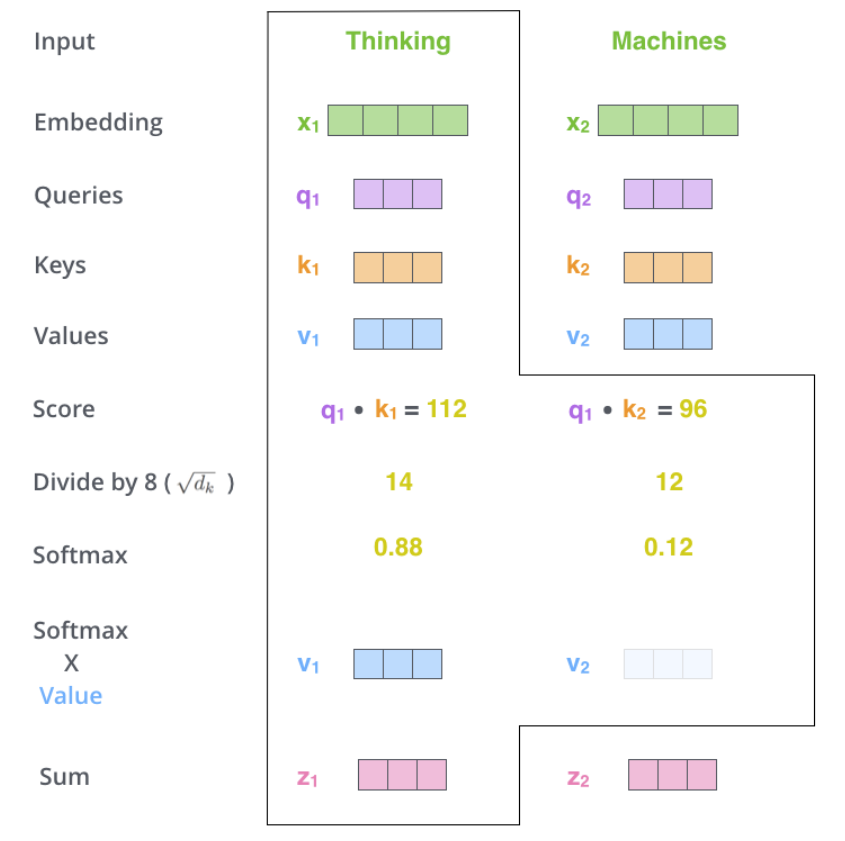 Input Thinking Machines
Embedding x1 x2
Queries q1 q2
Keys k1 k2
Values v1 v2
Score q1 • k1 = 112 q1 • k2 = 96
Divide by 8 ( √dk ) 14 12
Softmax 0.88 0.12
Softmax
X v1 v2
Value
Sum z1 z2